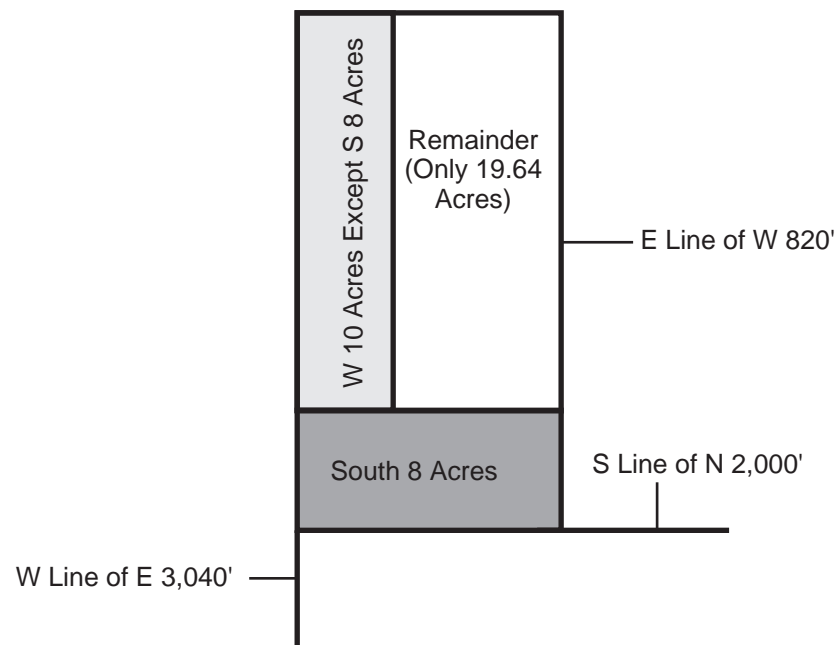 W 10 Acres Except S 8 Acres
Remainder
(Only 19.64
Acres)
E Line of W 820'
South 8 Acres
S Line of N 2,000'
W Line of E 3,040'